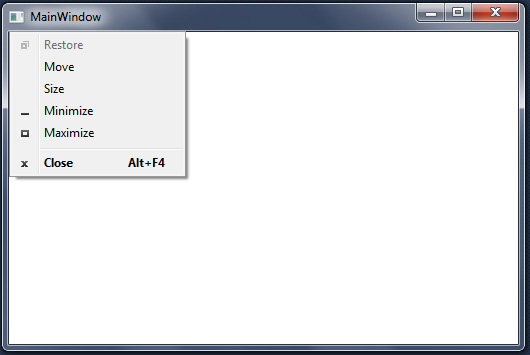 MainWindow
Restore
Move
Size
Minimize
Maximize
Close Alt+F4